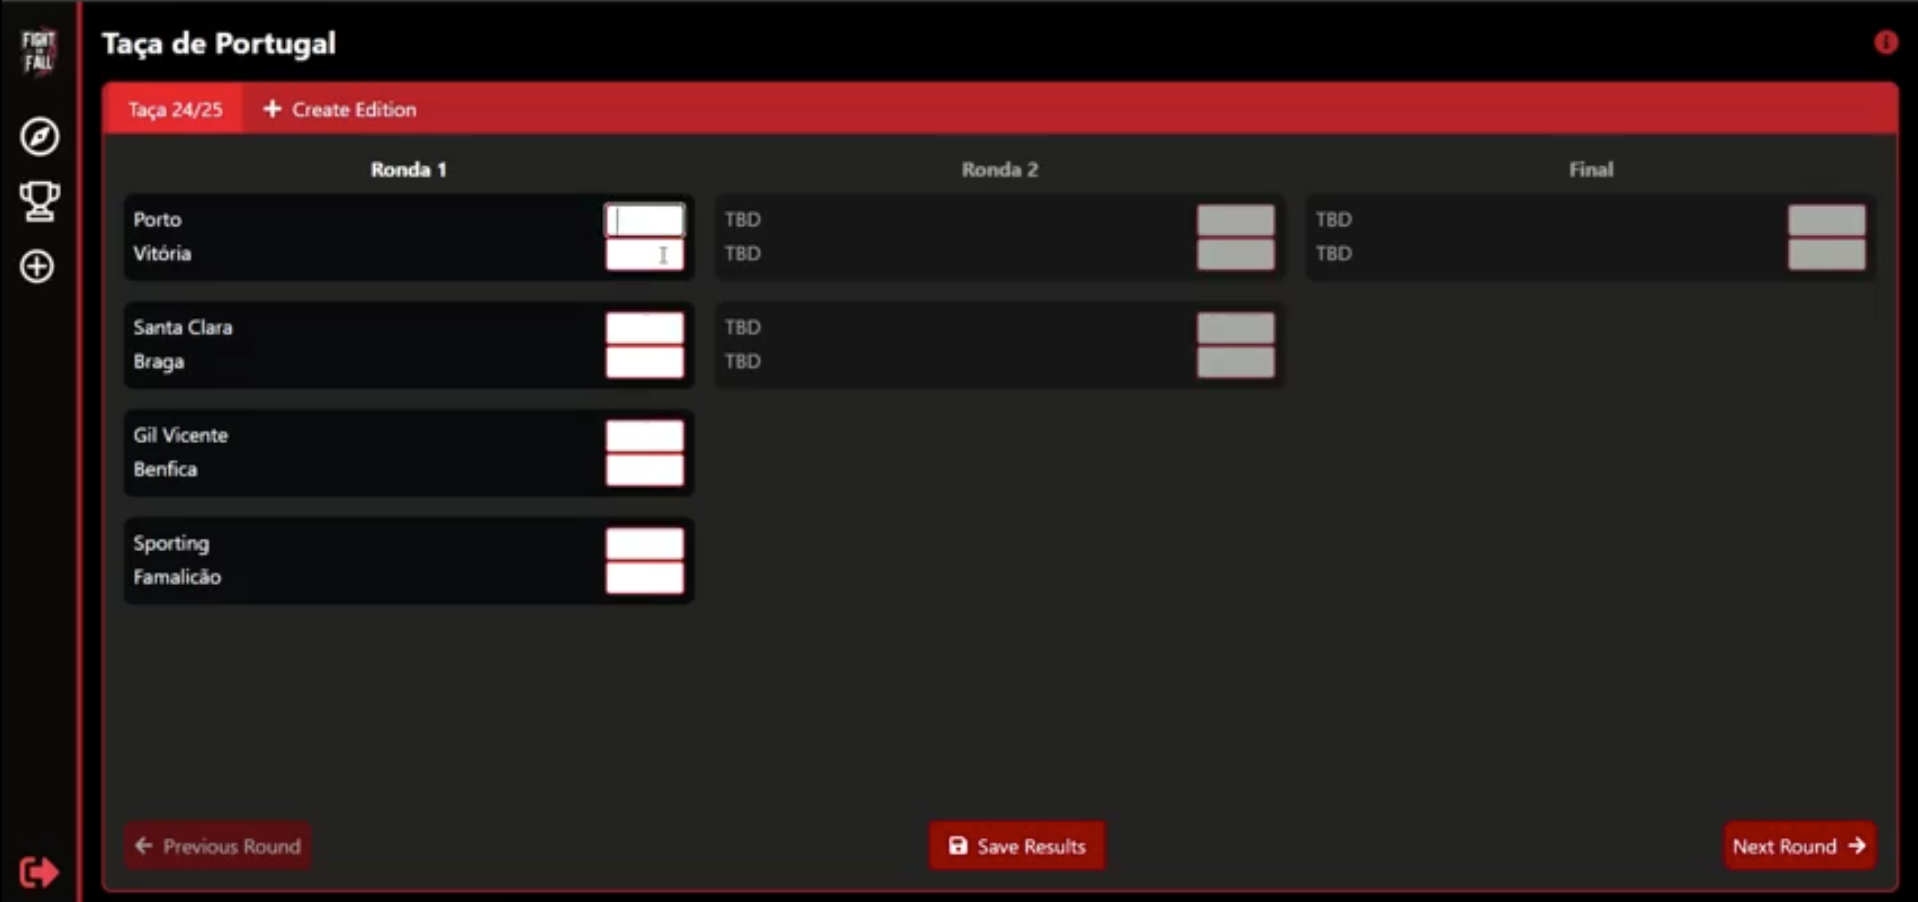 FIGHT
FALL
Taça de Portugal
Taça 24/25
Create Edition
Ronda 1
Porto
Vitória
Santa Clara
Braga
Gil Vicente
Benfica
Sporting
Famalicão
Ronda 2
TBD
TBD
TBD
TBD
Final
TBD
TBD
Previous Round
Save Results
Next Round